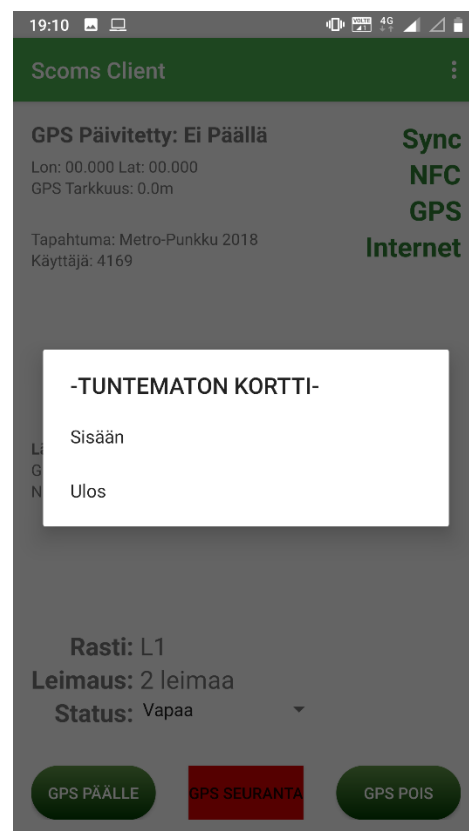 19:10 VOLTE 4G
Scoms Client
GPS Päivitetty: Ei Päällä
Sync
Lon: 00.000 Lat: 00.000
NFC
GPS Tarkkuus: 0.0m
GPS
Tapahtuma: Metro-Punkku 2018
Internet
Käyttäjä: 4169
-TUNTEMATON KORTTI-
Sisään
Ulos
Rasti: L1
Leimaus: 2 leimaa
Status: Vapaa
GPS PÄÄLLE GPS SEURANTA GPS POIS